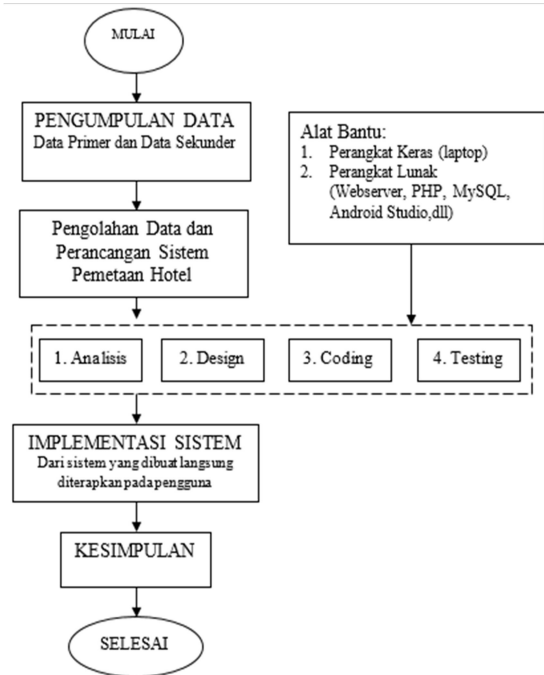 MULAI
PENGUMPULAN DATA
Data Primer dan Data Sekunder
Pengolahan Data dan
Perancangan Sistem
Pemetaan Hotel
Alat Bantu:
1. Perangkat Keras (laptop)
2. Perangkat Lunak
(Webserver, PHP, MySQL,
Android Studio,dll)
1. Analisis
2. Design
3. Coding
4. Testing
IMPLEMENTASI SISTEM
Dari sistem yang dibuat langsung
diterapkan pada pengguna
KESIMPULAN
SELESAI